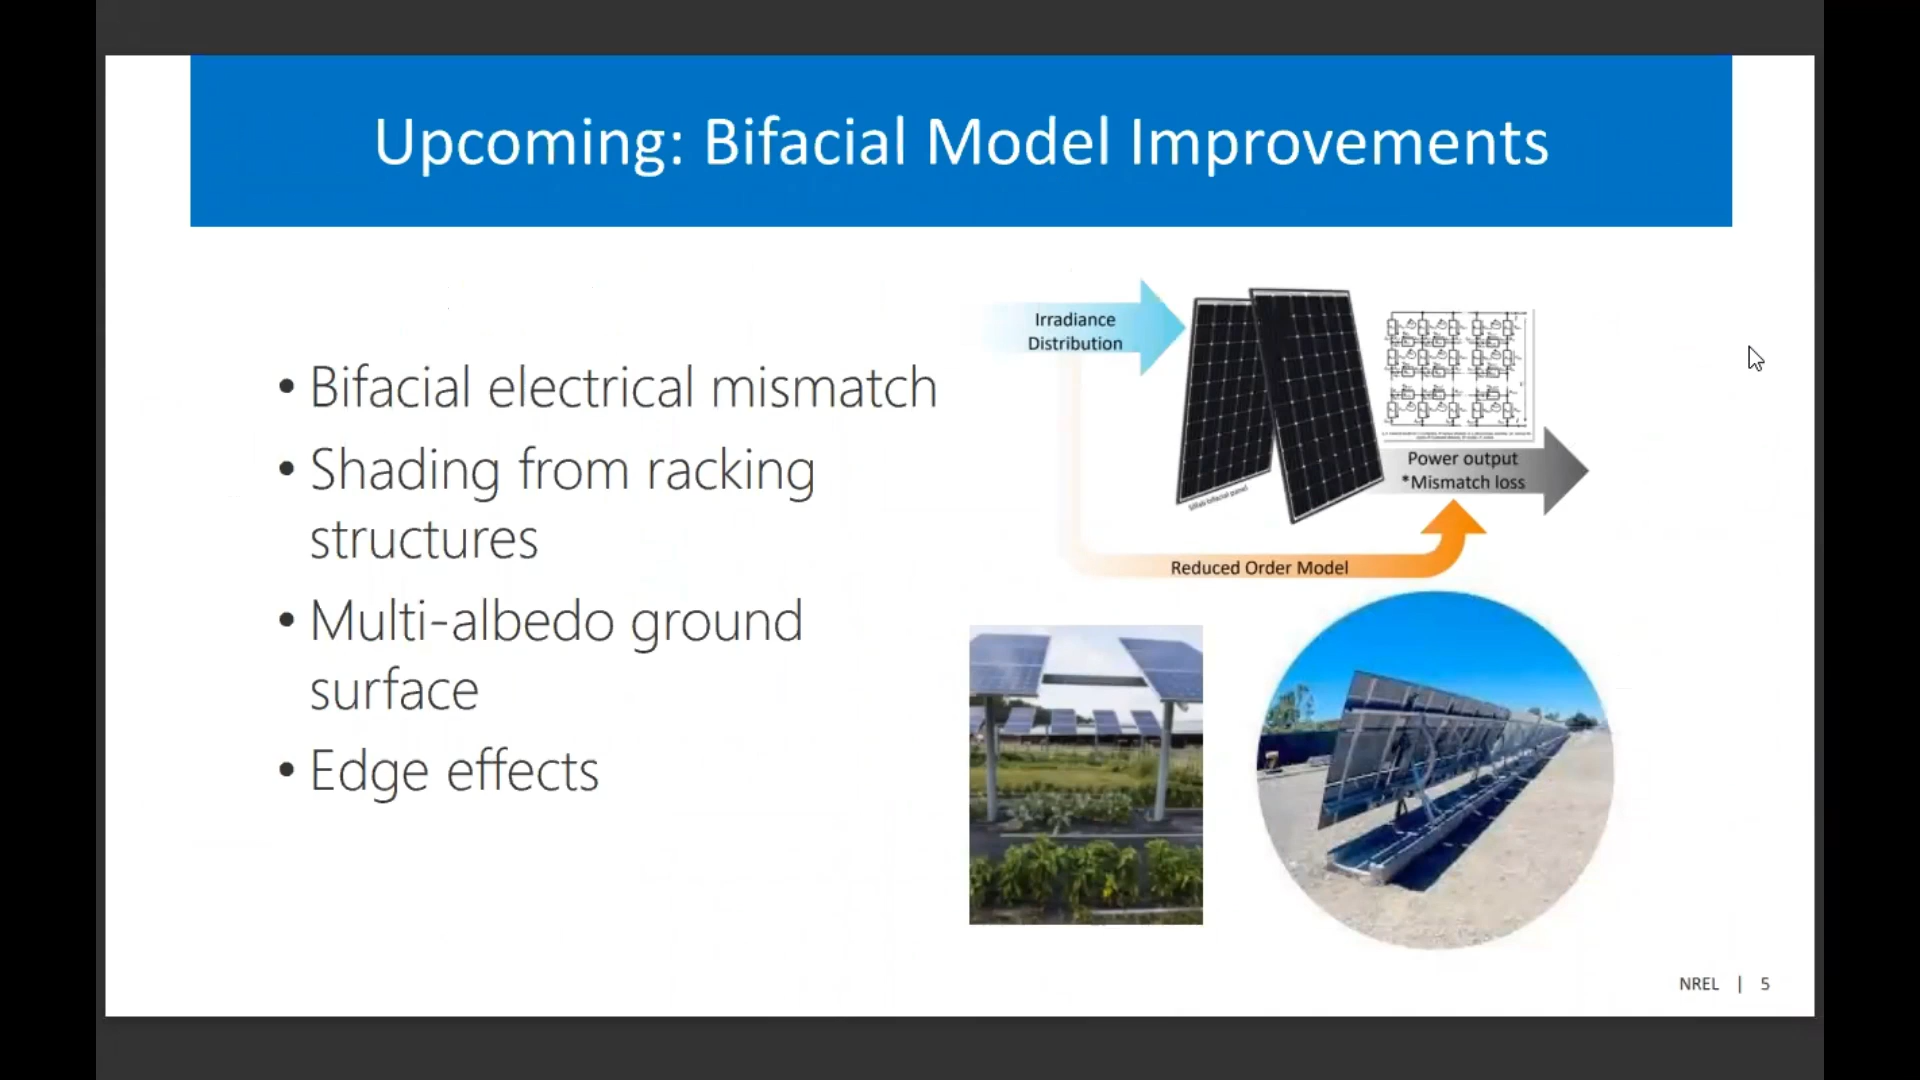 Upcoming: Bifacial Model Improvements
• Bifacial electrical mismatch
• Shading from racking
structures
• Multi-albedo ground
surface
• Edge effects
Irradiance
Distribution
Power output
*Mismatch loss
Reduced Order Model
NREL | 5